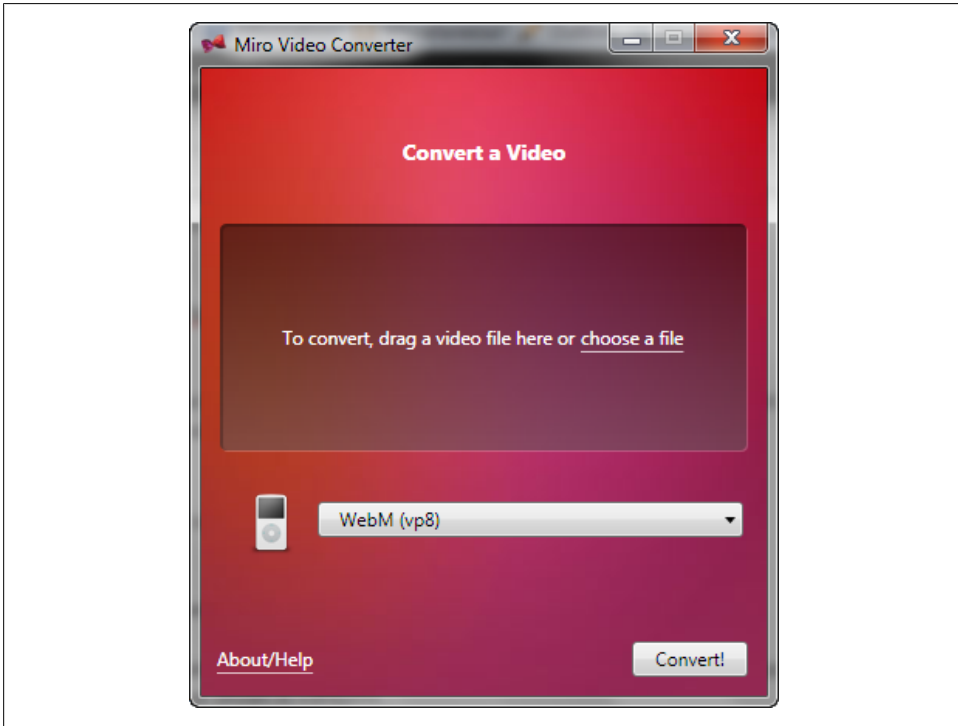 Miro Video Converter
Convert a Video
To convert, drag a video file here or choose a file
WebM (vp8)
About/Help
Convert!